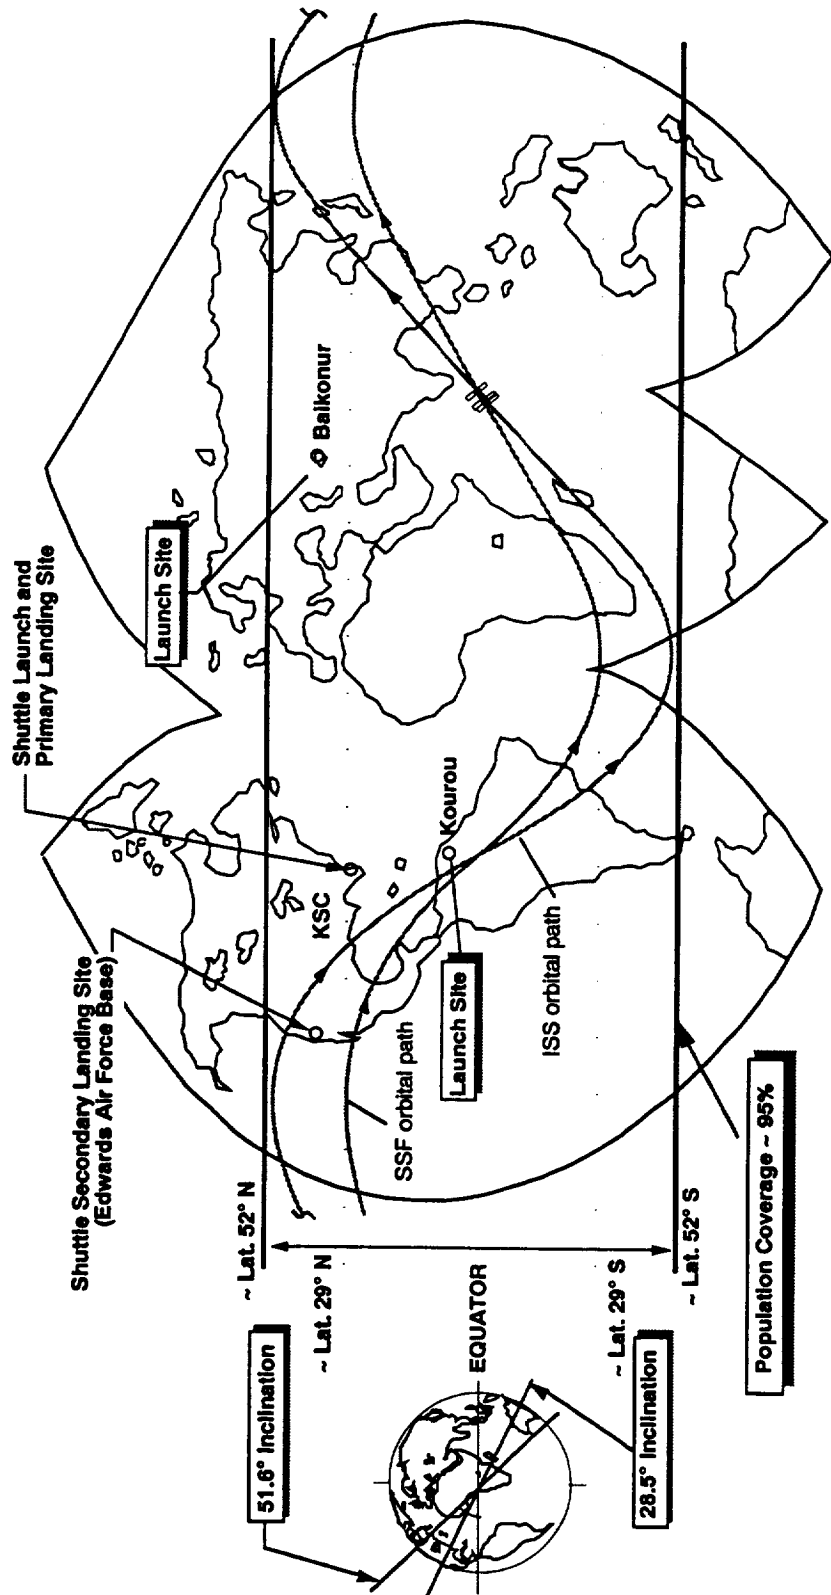 Shuttle Launch and
Primary Landing Site
Shuttle Secondary Landing Site
(Edwards Air Force Base)
Launch Site
Baikonur
~ Lat. 52° N
51.6° Inclination
~ Lat. 29° N
KSC
SSF orbital path
Kourou
Launch Site
EQUATOR
ISS orbital path
~ Lat. 29° S
28.5° Inclination
~ Lat. 52° S
Population Coverage ~ 95%